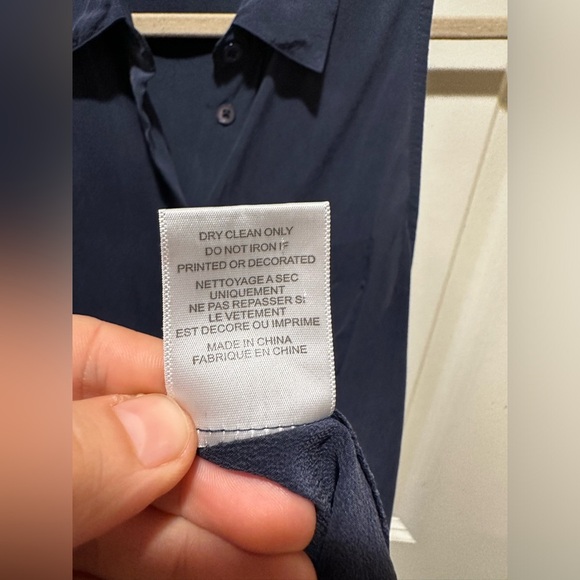 DRY CLEAN ONLY
DO NOT IRON IF
PRINTED OR DECORATED
NETTOYAGE A SEC
UNIQUEMENT
NE PAS REPASSER SI
LE VETEMENT
EST DECORE OU IMPRIME
MADE IN CHINA
FABRIQUE EN CHINE